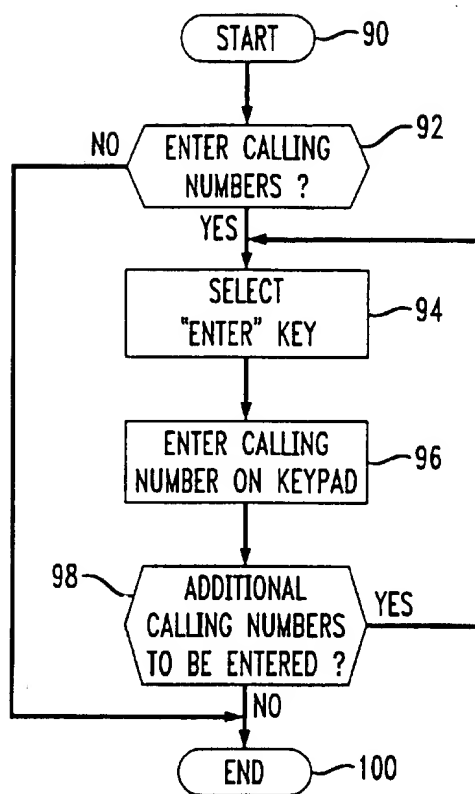 START
90
NO
ENTER CALLING
NUMBERS ?
92
YES
SELECT
"ENTER" KEY
94
ENTER CALLING
NUMBER ON KEYPAD
96
98
ADDITIONAL
CALLING NUMBERS
TO BE ENTERED ?
YES
NO
END
100